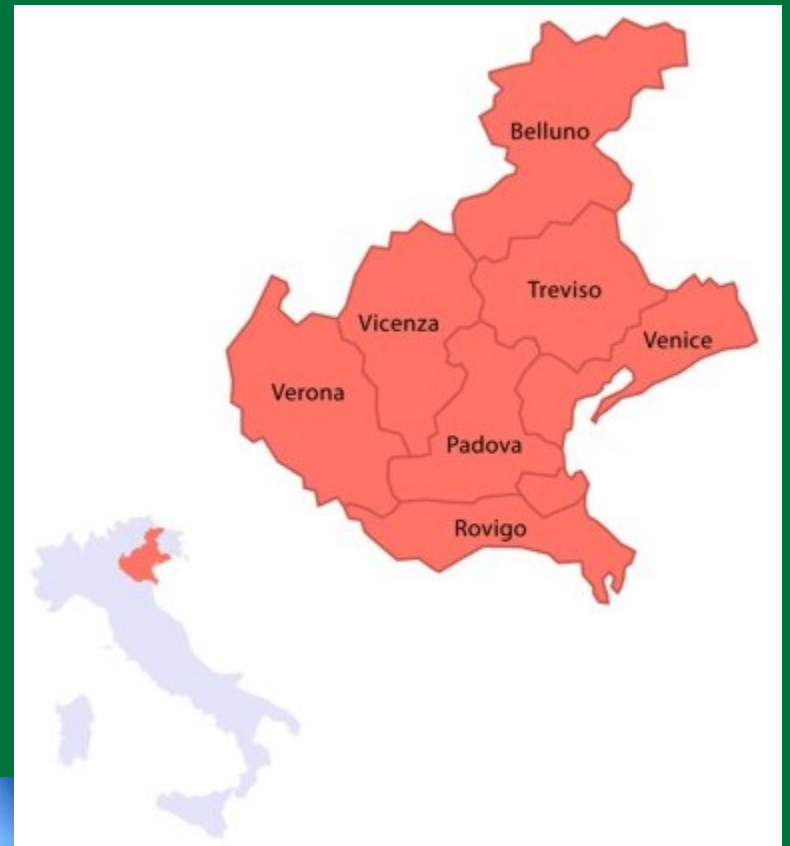 Belluno
Treviso
Vicenza
Venice
Verona
Padova
Rovigo